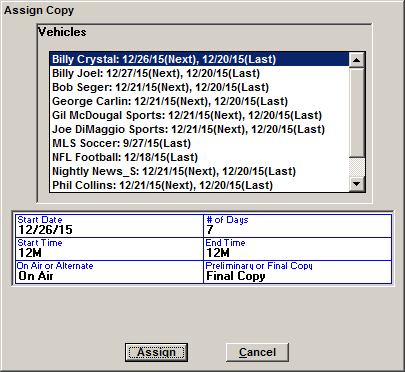 Assign Copy
Vehicles
Billy Crystal: 12/26/15(Next), 12/20/15(Last)
Billy Joel: 12/27/15(Next), 12/20/15(Last)
Bob Seger: 12/21/15(Next), 12/20/15(Last)
George Carlin: 12/21/15(Next), 12/20/15(Last)
Gil McDougal Sports: 12/21/15(Next), 12/20/15(Last)
Joe DiMaggio Sports: 12/21/15(Next), 12/20/15(Last)
MLS Soccer: 9/27/15(Last)
NFL Football: 12/18/15(Last)
Nightly News_S: 12/21/15(Next), 12/20/15(Last)
Phil Collins: 12/21/15(Next), 12/20/15(Last)
Start Date # of Days
12/26/15 7
Start Time End Time
12M 12M
On Air or Alternate Preliminary or Final Copy
On Air Final Copy
Assign Cancel